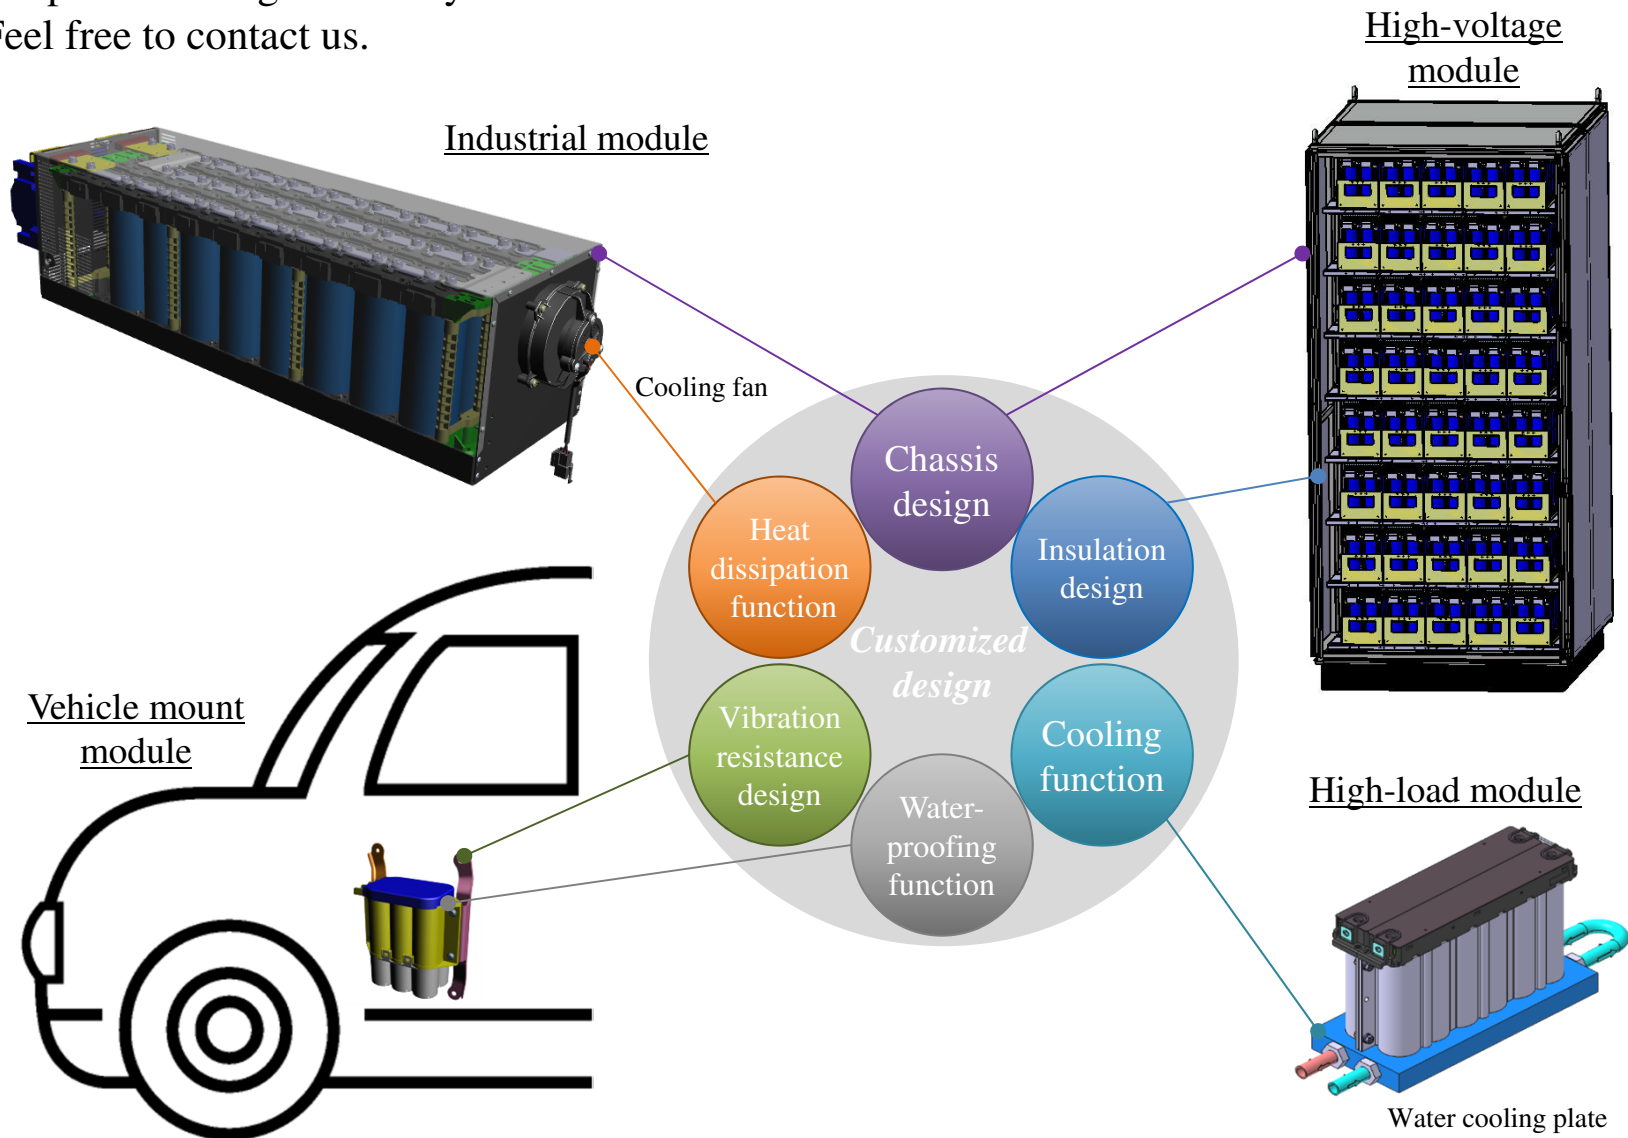 Feel free to contact us.
High-voltage
module
Industrial module
Cooling fan
Chassis
design
Heat
dissipation
function
Insulation
design
Customized
design
Vehicle mount
module
Vibration
resistance
design
Cooling
function
Water-
proofing
function
High-load module
Water cooling plate